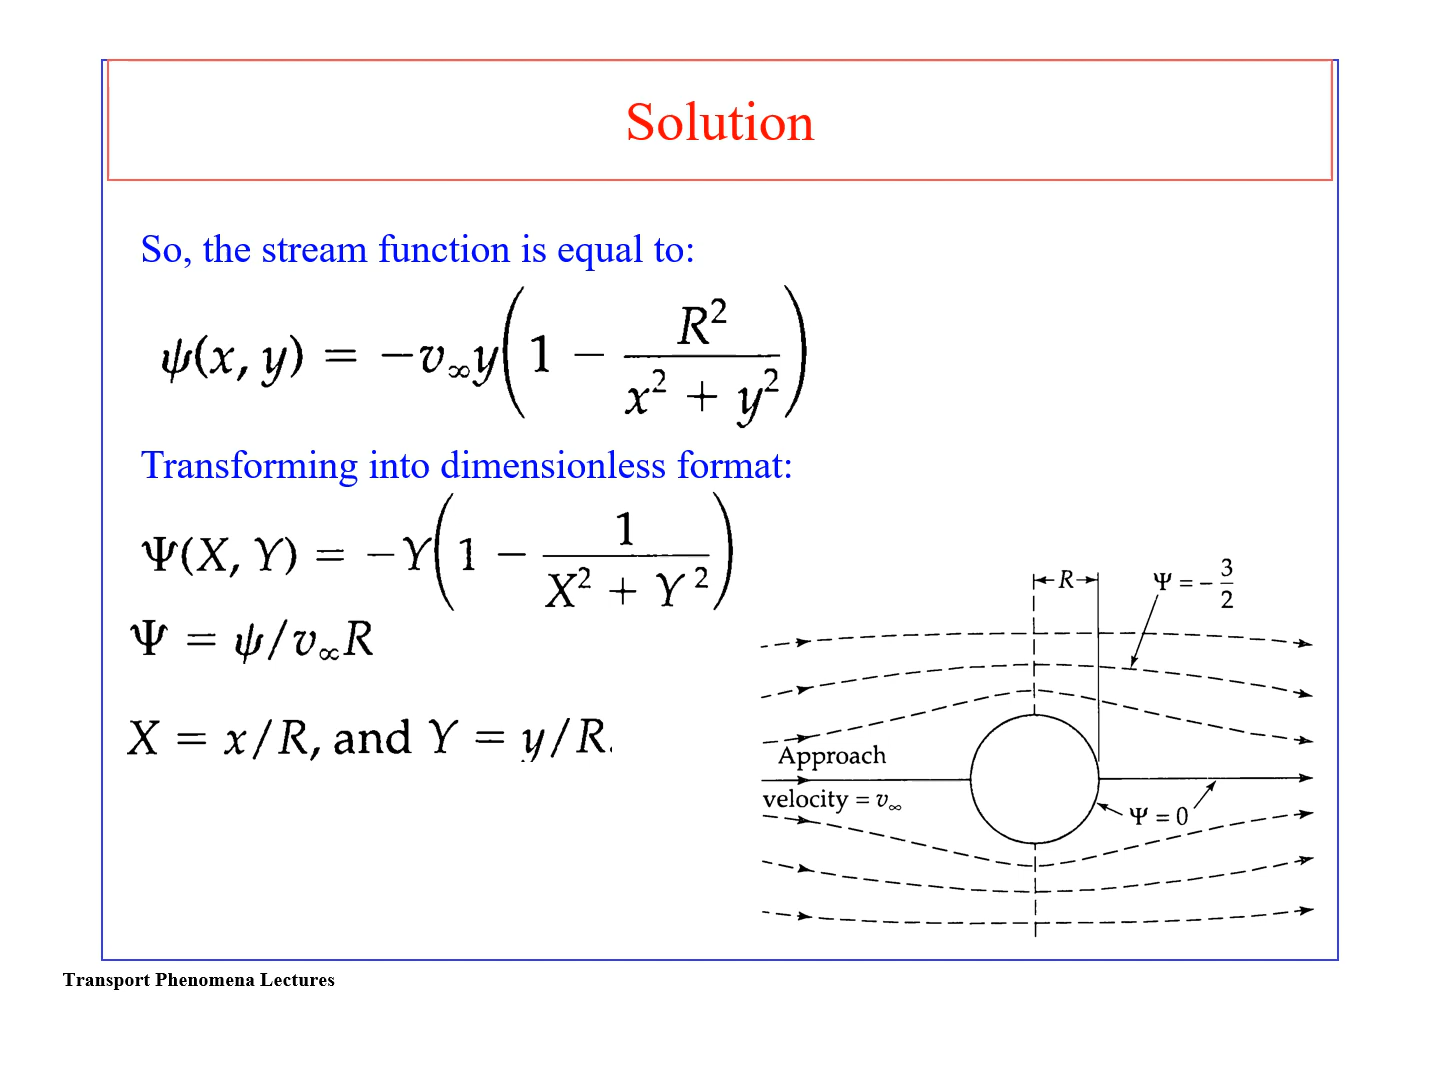 Solution
So, the stream function is equal to:
ψ(x, y) = −v∞y(1 − R²/(x² + y²))
Transforming into dimensionless format:
Ψ(X, Y) = −Y(1 − 1/(X² + Y²))
Ψ = ψ/v∞R
X = x/R, and Y = y/R.
R
Ψ = − 3/2
Approach
velocity = v∞
Ψ = 0
Transport Phenomena Lectures